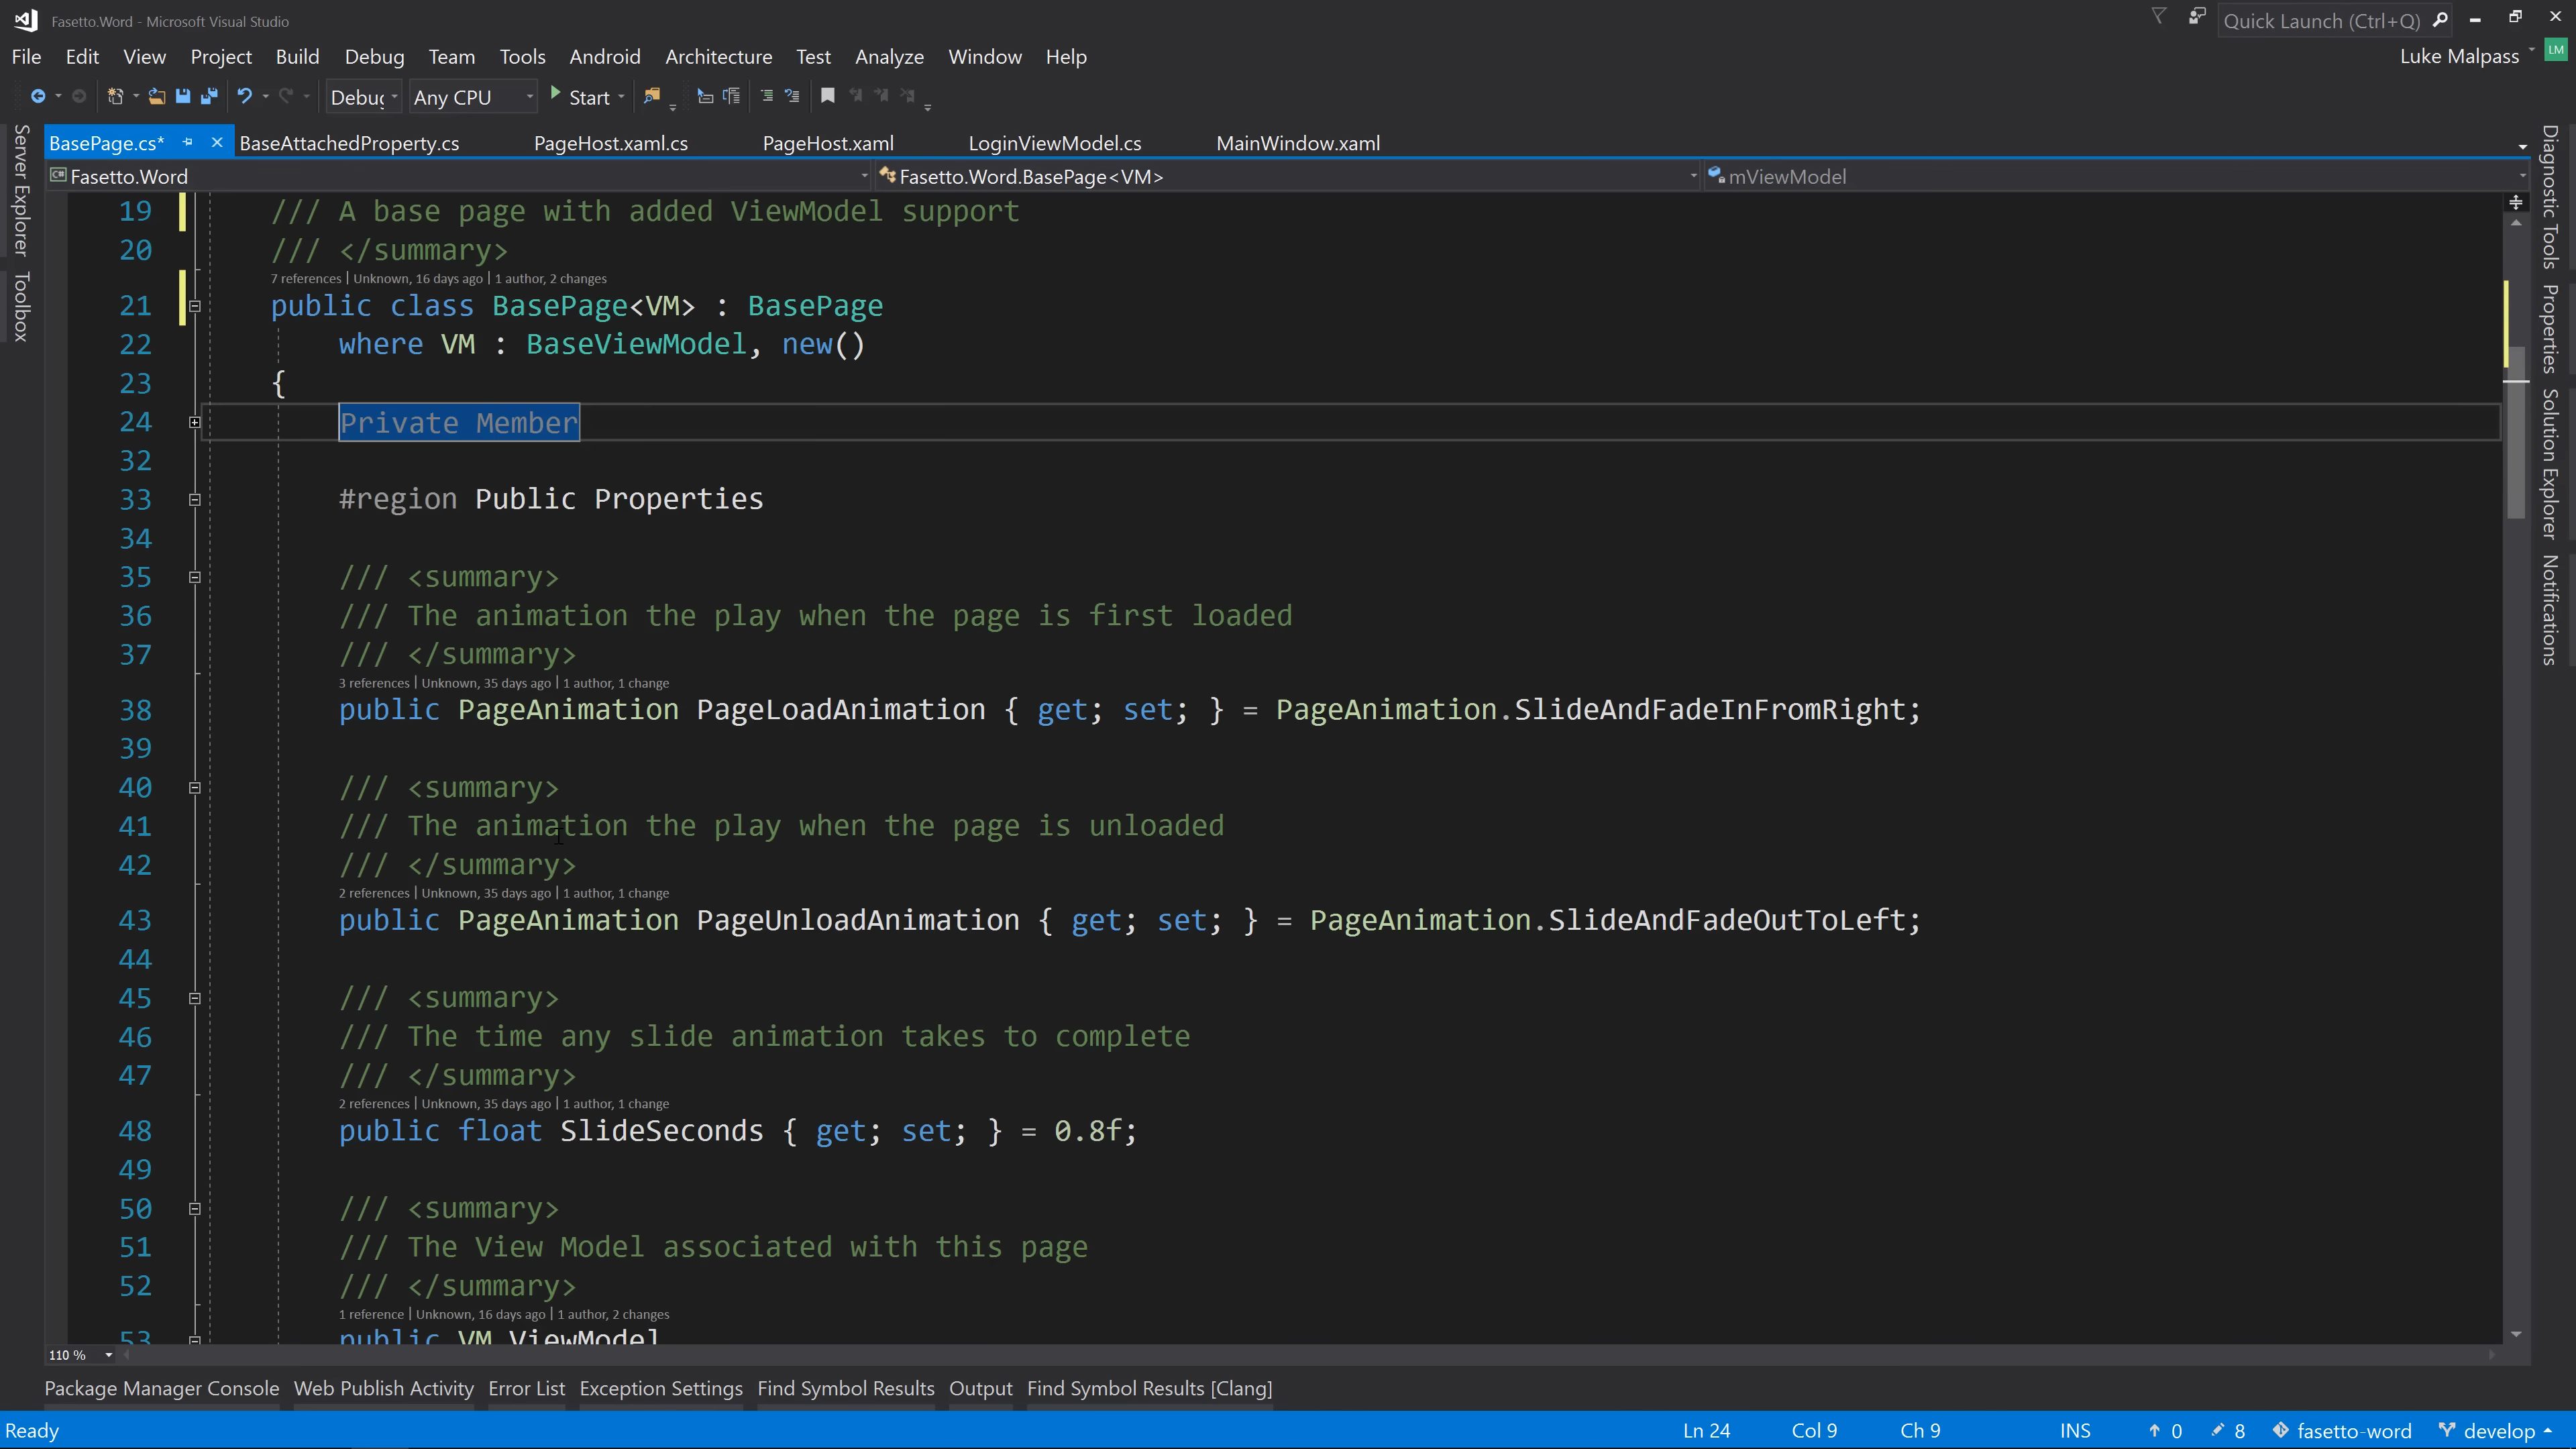 Fasetto.Word - Microsoft Visual Studio
Quick Launch (Ctrl+Q)
File Edit View Project Build Debug Team Tools Android Architecture Test Analyze Window Help
Luke Malpass LM
Debug Any CPU Start
Server Explorer
Toolbox
BasePage.cs* BaseAttachedProperty.cs PageHost.xaml.cs PageHost.xaml LoginViewModel.cs MainWindow.xaml
Fasetto.Word Fasetto.Word.BasePage<VM> mViewModel
19 /// A base page with added ViewModel support
20 /// </summary>
7 references | Unknown, 16 days ago | 1 author, 2 changes
21 public class BasePage<VM> : BasePage
22 where VM : BaseViewModel, new()
23 {
24 Private Member
32
33 #region Public Properties
34
35 /// <summary>
36 /// The animation the play when the page is first loaded
37 /// </summary>
3 references | Unknown, 35 days ago | 1 author, 1 change
38 public PageAnimation PageLoadAnimation { get; set; } = PageAnimation.SlideAndFadeInFromRight;
39
40 /// <summary>
41 /// The animation the play when the page is unloaded
42 /// </summary>
2 references | Unknown, 35 days ago | 1 author, 1 change
43 public PageAnimation PageUnloadAnimation { get; set; } = PageAnimation.SlideAndFadeOutToLeft;
44
45 /// <summary>
46 /// The time any slide animation takes to complete
47 /// </summary>
2 references | Unknown, 35 days ago | 1 author, 1 change
48 public float SlideSeconds { get; set; } = 0.8f;
49
50 /// <summary>
51 /// The View Model associated with this page
52 /// </summary>
1 reference | Unknown, 16 days ago | 1 author, 2 changes
53 public VM ViewModel
Diagnostic Tools
Properties
Solution Explorer
Notifications
110 %
Package Manager Console Web Publish Activity Error List Exception Settings Find Symbol Results Output Find Symbol Results [Clang]
Ready Ln 24 Col 9 Ch 9 INS 0 8 fasetto-word develop